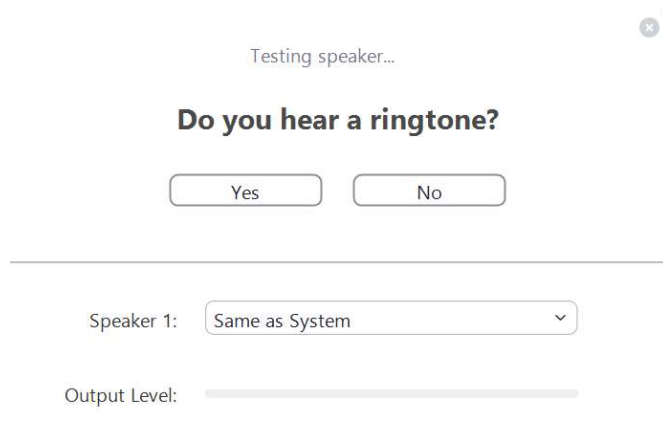 Testing speaker...
Do you hear a ringtone?
Yes No
Speaker 1: Same as System
Output Level: